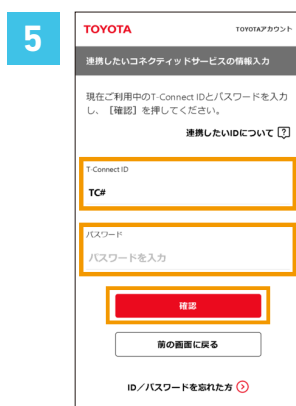 5
TOYOTA
TOYOTAアカウント
連携したいコネクティッドサービスの情報入力
現在ご利用中のT-Connect IDとパスワードを入力
し、［確認］を押してください。
連携したいIDについて ?
T-Connect ID
TC#
パスワード
パスワードを入力
確認
前の画面に戻る
ID／パスワードを忘れた方